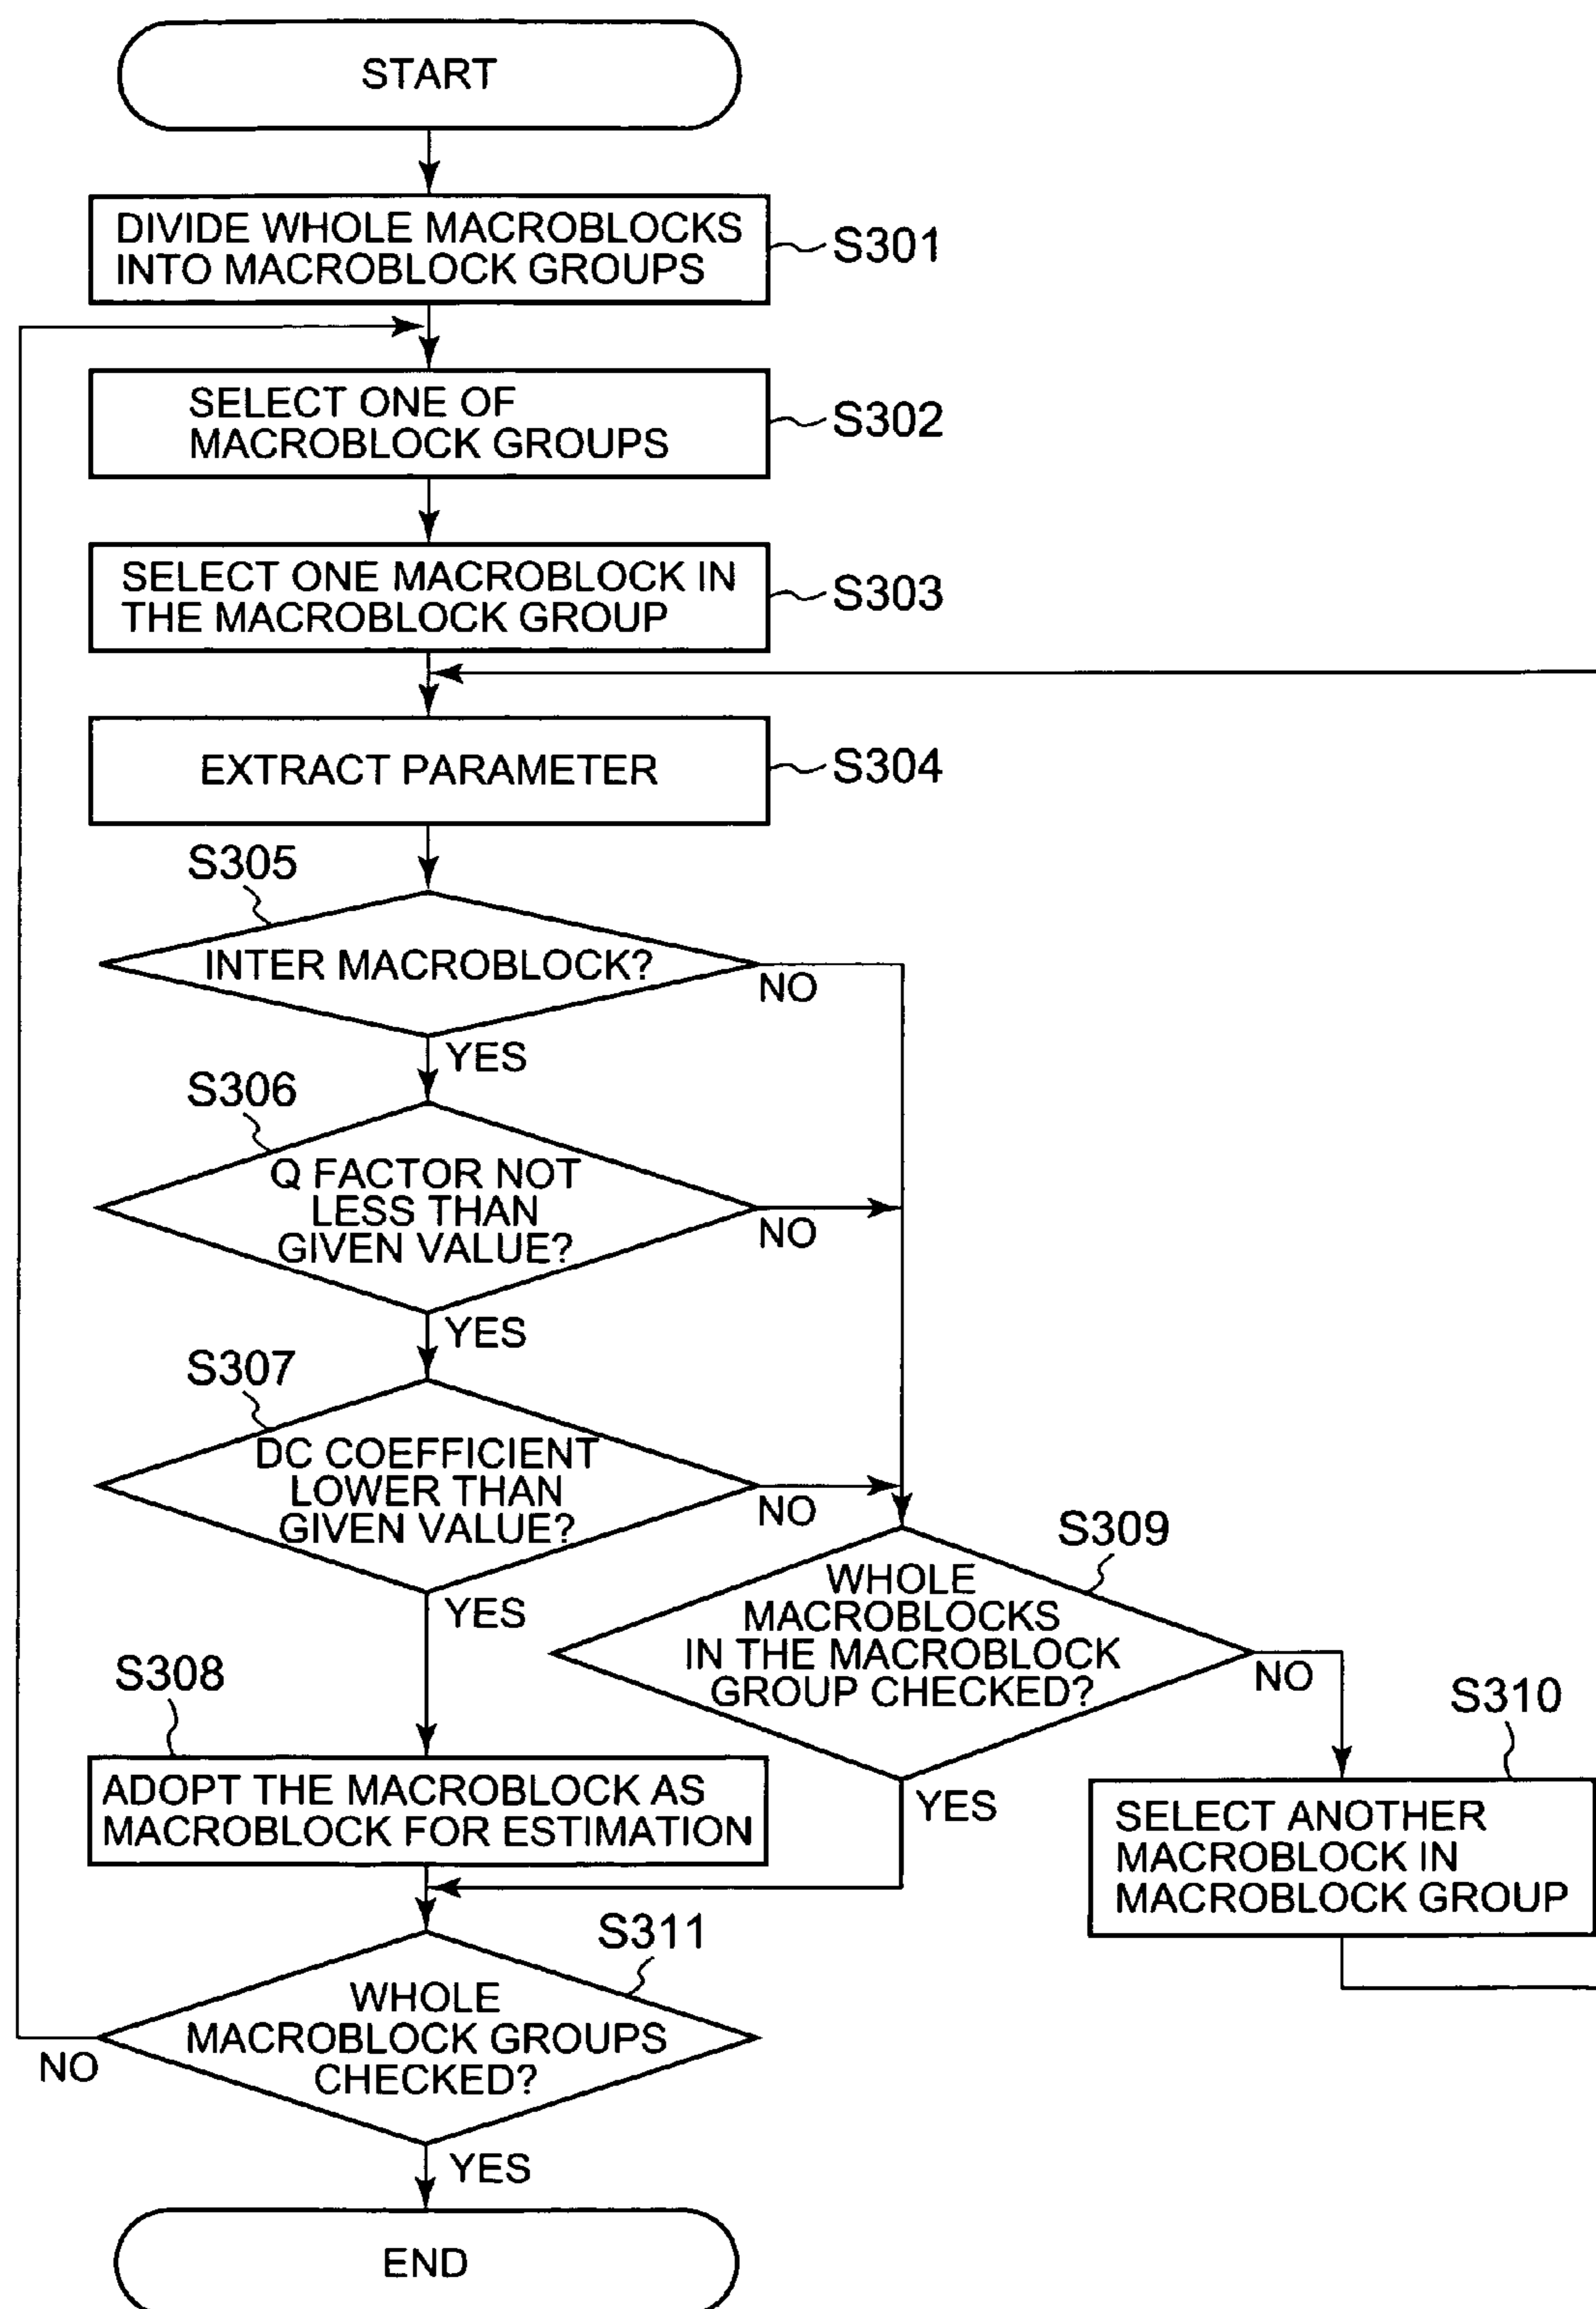 START
DIVIDE WHOLE MACROBLOCKS
INTO MACROBLOCK GROUPS
S301
SELECT ONE OF
MACROBLOCK GROUPS
S302
SELECT ONE MACROBLOCK IN
THE MACROBLOCK GROUP
S303
EXTRACT PARAMETER
S304
S305
INTER MACROBLOCK?
NO
YES
S306
Q FACTOR NOT
LESS THAN
GIVEN VALUE?
NO
YES
S307
DC COEFFICIENT
LOWER THAN
GIVEN VALUE?
NO
YES
S309
WHOLE
MACROBLOCKS
IN THE MACROBLOCK
GROUP CHECKED?
NO
YES
S308
ADOPT THE MACROBLOCK AS
MACROBLOCK FOR ESTIMATION
S310
SELECT ANOTHER
MACROBLOCK IN
MACROBLOCK GROUP
S311
WHOLE
MACROBLOCK GROUPS
CHECKED?
NO
YES
END